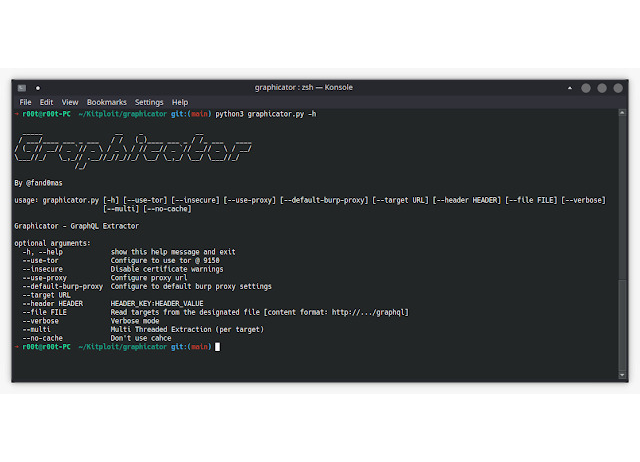 graphicator : zsh — Konsole
File Edit View Bookmarks Settings Help
➜ r00t@r00t-PC ~/Kitploit/graphicator git:(main) python3 graphicator.py -h
Graphicator
By @fand0mas
usage: graphicator.py [-h] [--use-tor] [--insecure] [--use-proxy] [--default-burp-proxy] [--target URL] [--header HEADER] [--file FILE] [--verbose]
[--multi] [--no-cache]
Graphicator - GraphQL Extractor
optional arguments:
-h, --help show this help message and exit
--use-tor Configure to use tor @ 9150
--insecure Disable certificate warnings
--use-proxy Configure proxy url
--default-burp-proxy Configure to default burp proxy settings
--target URL
--header HEADER HEADER_KEY:HEADER_VALUE
--file FILE Read targets from the designated file [content format: http://.../graphql]
--verbose Verbose mode
--multi Multi Threaded Extraction (per target)
--no-cache Don't use cahce
➜ r00t@r00t-PC ~/Kitploit/graphicator git:(main)